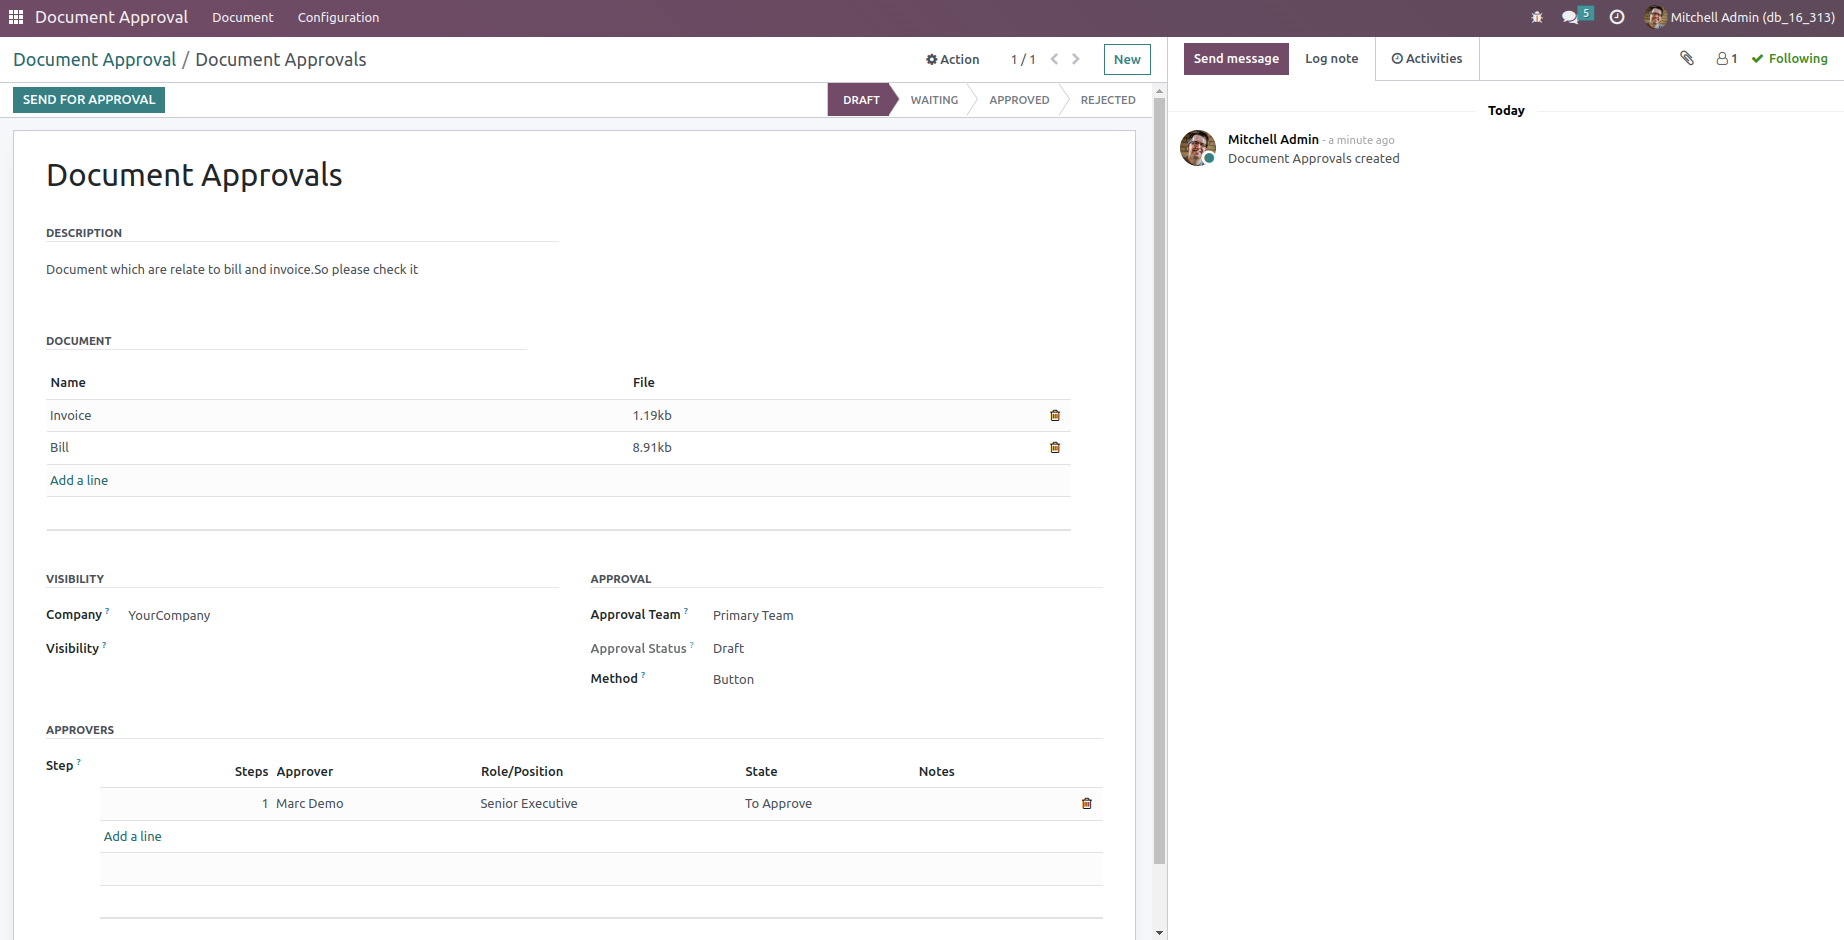 Document Approval Document Configuration 5 Mitchell Admin (db_16_313)
Document Approval / Document Approvals Action 1 / 1 New
Send message Log note Activities 1 Following
SEND FOR APPROVAL DRAFT WAITING APPROVED REJECTED
Today
Mitchell Admin - a minute ago
Document Approvals created
Document Approvals
DESCRIPTION
Document which are relate to bill and invoice.So please check it
DOCUMENT
Name File
Invoice 1.19kb
Bill 8.91kb
Add a line
VISIBILITY
Company ? YourCompany
Visibility ?
APPROVAL
Approval Team ? Primary Team
Approval Status ? Draft
Method ? Button
APPROVERS
Step ?
Steps Approver Role/Position State Notes
1 Marc Demo Senior Executive To Approve
Add a line